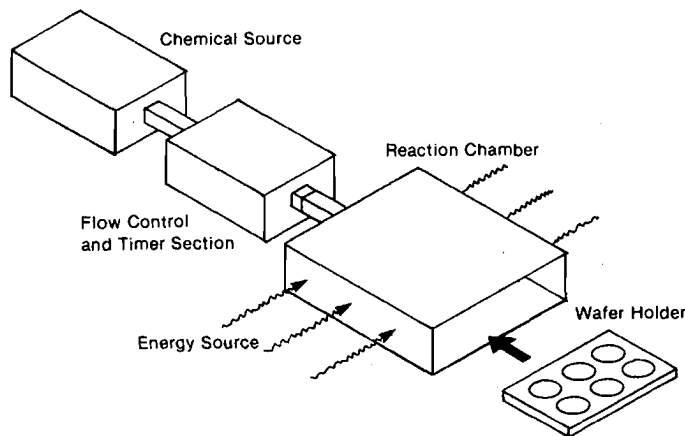 Chemical Source
Reaction Chamber
Flow Control
and Timer Section
Energy Source
Wafer Holder